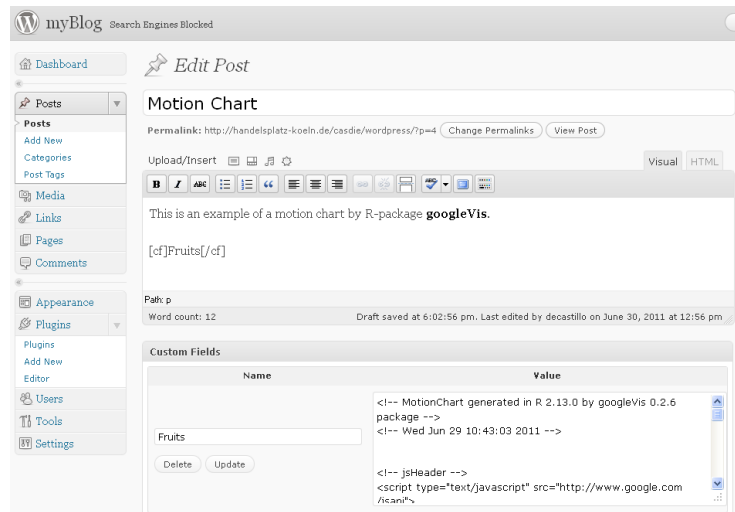 myBlog Search Engines Blocked
Dashboard
Posts
Posts
Add New
Categories
Post Tags
Media
Links
Pages
Comments
Appearance
Plugins
Plugins
Add New
Editor
Users
Tools
Settings
Edit Post
Motion Chart
Permalink: http://handelsplatz-koeln.de/casdie/wordpress/?p=4 Change Permalinks View Post
Upload/Insert Visual HTML
B I ABC
This is an example of a motion chart by R-package googleVis.
[cf]Fruits[/cf]
Path: p
Word count: 12 Draft saved at 6:02:56 pm. Last edited by decastillo on June 30, 2011 at 12:56 pm
Custom Fields
Name Value
Fruits
Delete Update
<!-- MotionChart generated in R 2.13.0 by googleVis 0.2.6
package -->
<!-- Wed Jun 29 10:43:03 2011 -->
<!-- jsHeader -->
<script type="text/javascript" src="http://www.google.com
/jsapi">